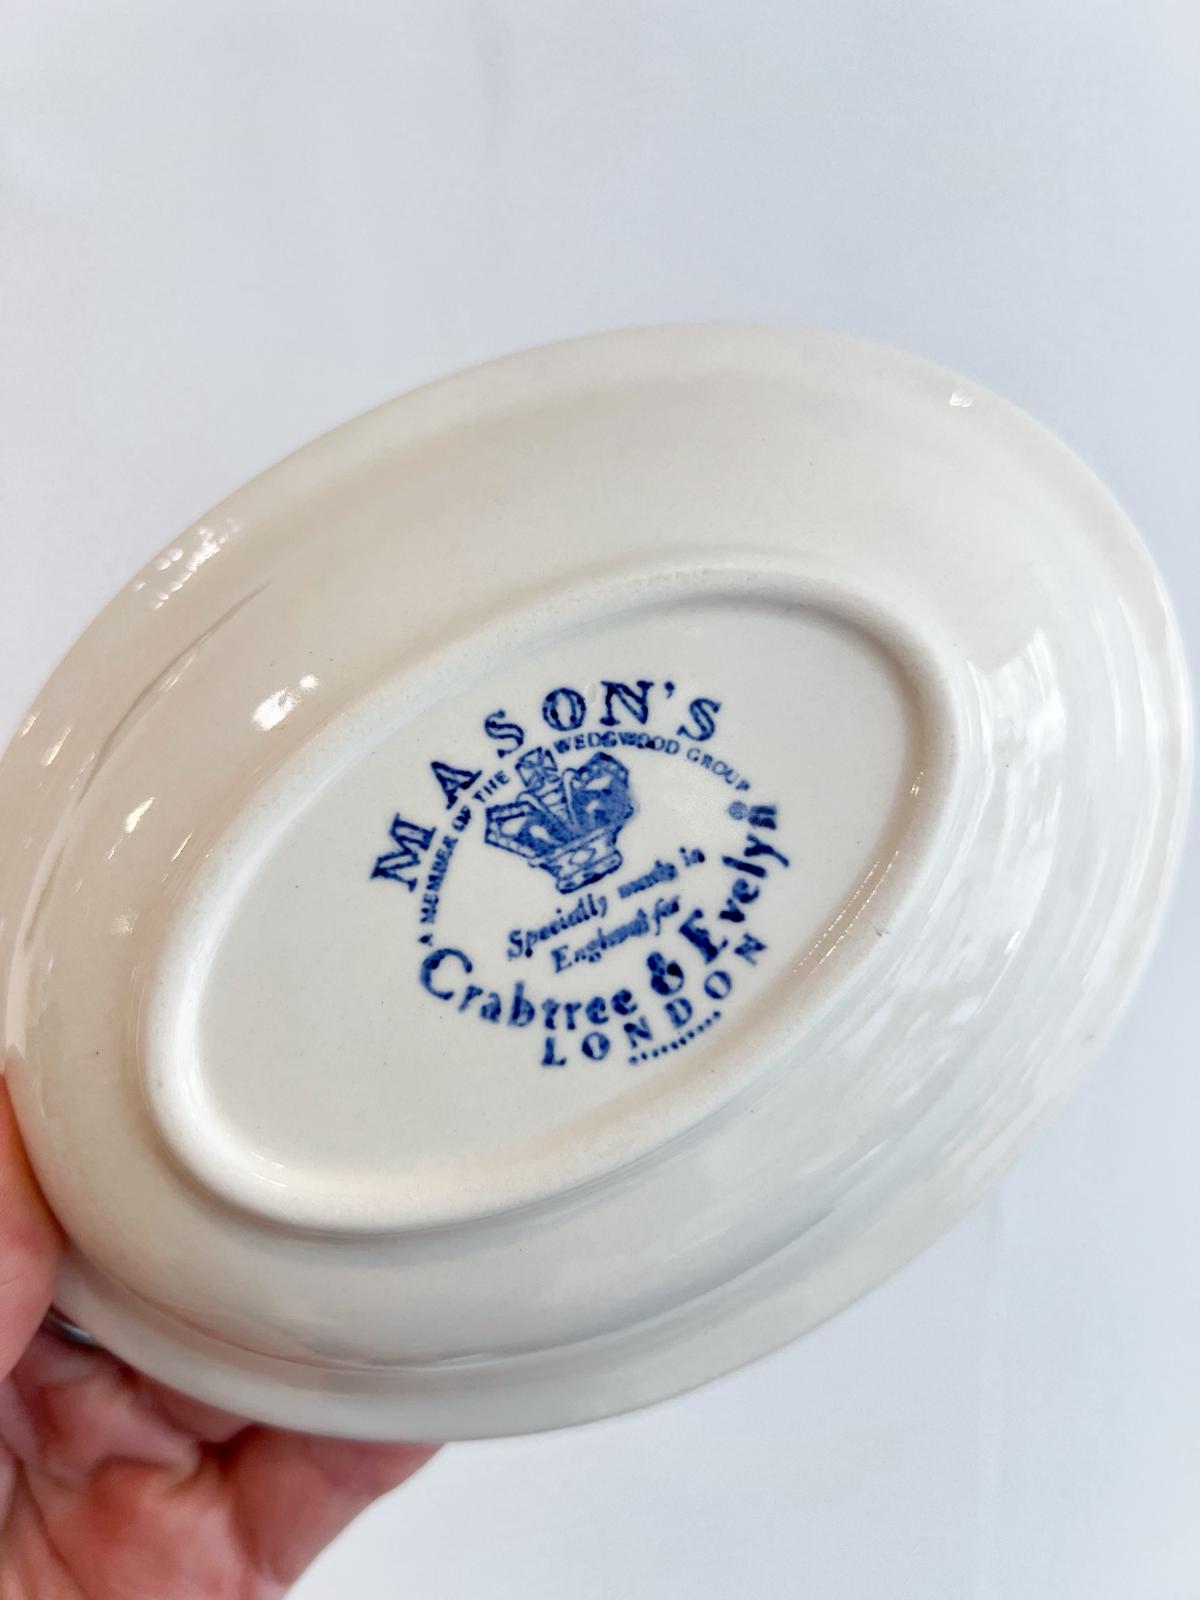 MASON'S
A MEMBER OF THE WEDGWOOD GROUP
Specially made in
England for
Crabtree & Evelyn
®
LONDON